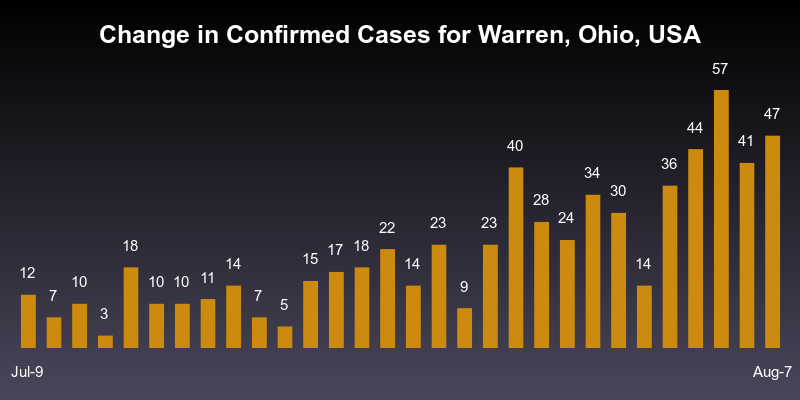 Change in Confirmed Cases for Warren, Ohio, USA
12 7 10 3 18 10 10 11 14 7 5 15 17 18 22 14 23 9 23 40 28 24 34 30 14 36 44 57 41 47
Jul-9 Aug-7